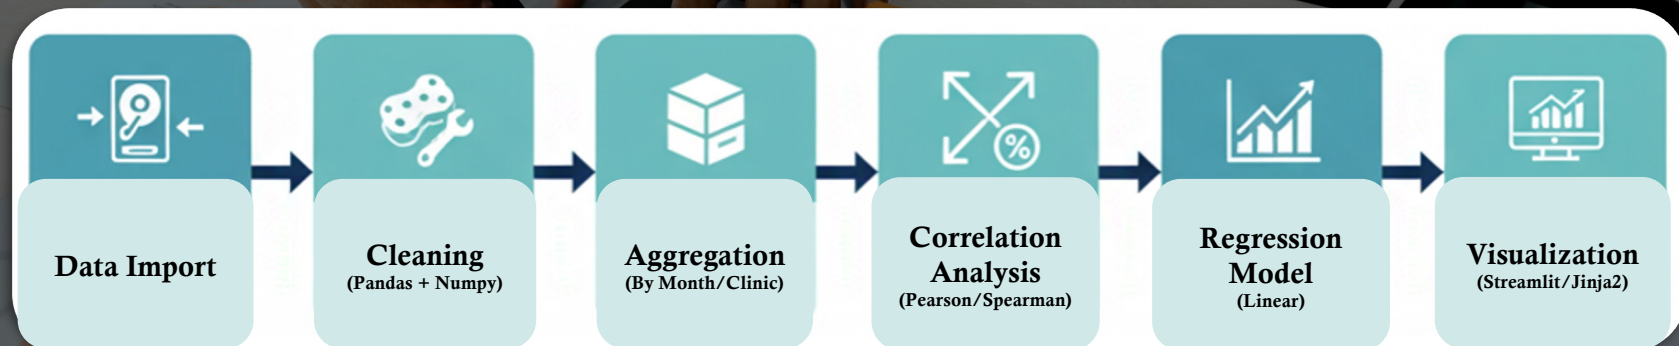 %
Data Import
Cleaning
(Pandas + Numpy)
Aggregation
(By Month/Clinic)
Correlation
Analysis
(Pearson/Spearman)
Regression
Model
(Linear)
Visualization
(Streamlit/Jinja2)